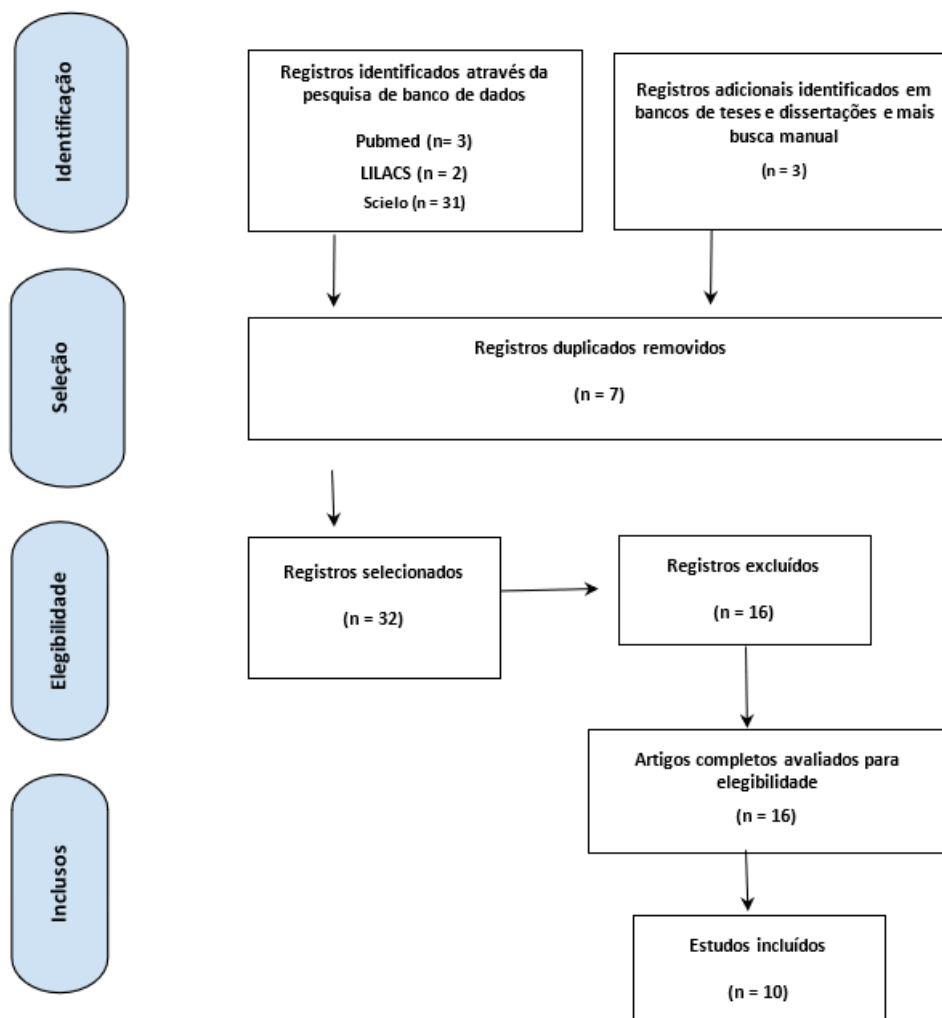 Identificação
Registros identificados através da
pesquisa de banco de dados
Pubmed (n= 3)
LILACS (n = 2)
Scielo (n = 31)
Registros adicionais identificados em
bancos de teses e dissertações e mais
busca manual
(n = 3)
Seleção
Registros duplicados removidos
(n = 7)
Elegibilidade
Registros selecionados
(n = 32)
Registros excluídos
(n = 16)
Artigos completos avaliados para
elegibilidade
(n = 16)
Inclusos
Estudos incluídos
(n = 10)